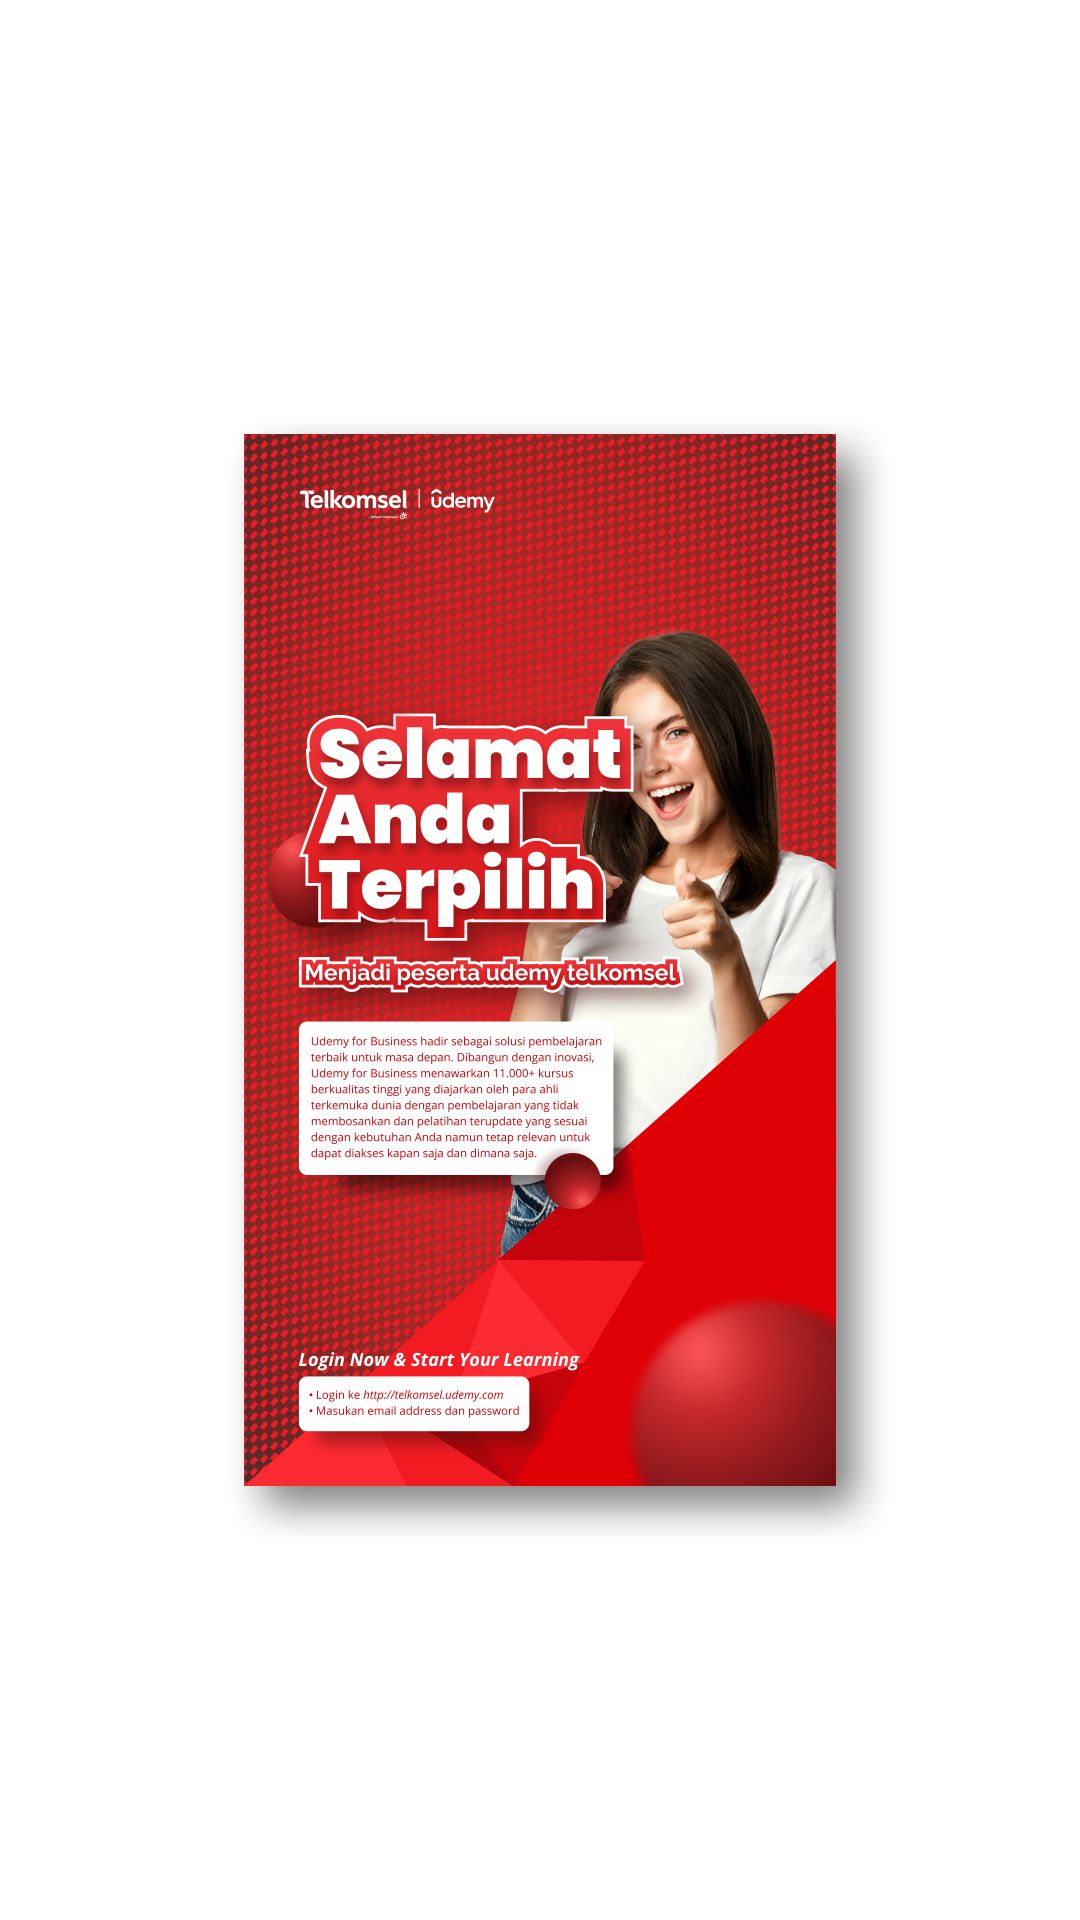 Telkomsel | udemy
Selamat
Anda
Terpilih
Menjadi peserta udemy telkomsel
Udemy for Business hadir sebagai solusi pembelajaran
terbaik untuk masa depan. Dibangun dengan inovasi,
Udemy for Business menawarkan 11.000+ kursus
berkualitas tinggi yang diajarkan oleh para ahli
terkemuka dunia dengan pembelajaran yang tidak
membosankan dan pelatihan terupdate yang sesuai
dengan kebutuhan Anda namun tetap relevan untuk
dapat diakses kapan saja dan dimana saja.
Login Now & Start Your Learning
• Login ke http://telkomsel.udemy.com
• Masukan email address dan password